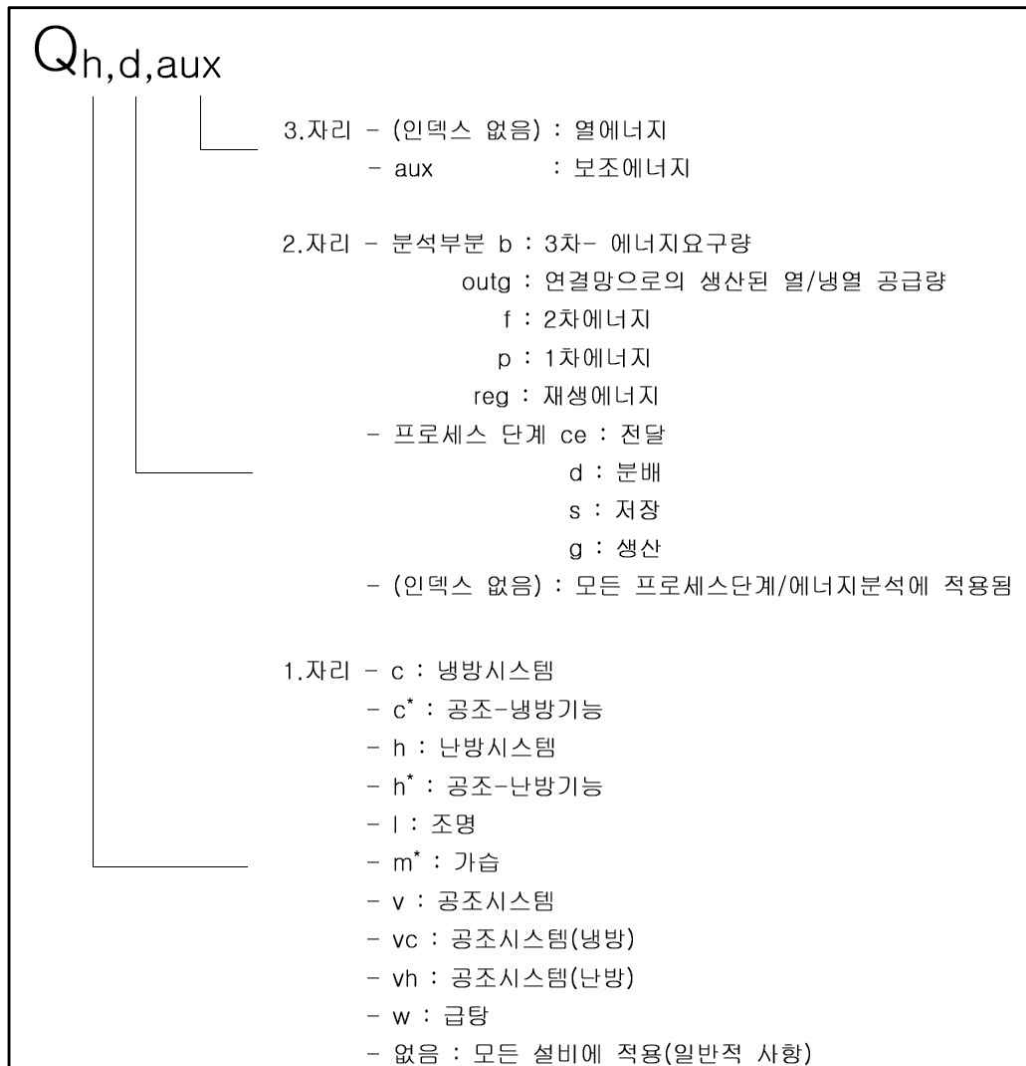 Qh,d,aux
3.자리 - (인덱스 없음) : 열에너지
- aux : 보조에너지
2.자리 - 분석부분 b : 3차- 에너지요구량
outg : 연결망으로의 생산된 열/냉열 공급량
f : 2차에너지
p : 1차에너지
reg : 재생에너지
- 프로세스 단계 ce : 전달
d : 분배
s : 저장
g : 생산
- (인덱스 없음) : 모든 프로세스단계/에너지분석에 적용됨
1.자리 - c : 냉방시스템
- c* : 공조-냉방기능
- h : 난방시스템
- h* : 공조-난방기능
- l : 조명
- m* : 가습
- v : 공조시스템
- vc : 공조시스템(냉방)
- vh : 공조시스템(난방)
- w : 급탕
- 없음 : 모든 설비에 적용(일반적 사항)